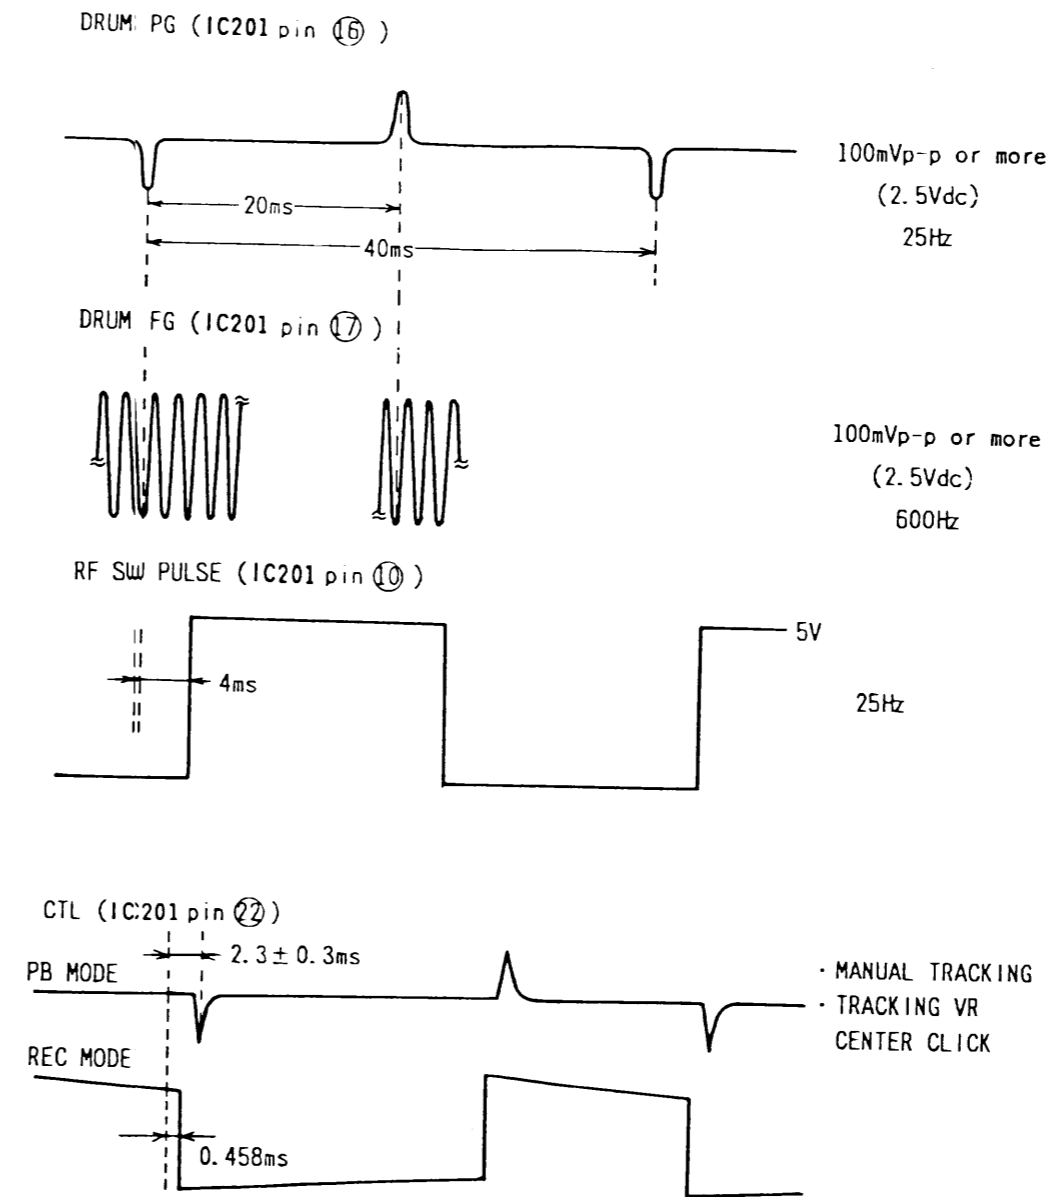 DRUM PG (IC201 pin ⑯ )
100mVp-p or more
(2.5Vdc)
25Hz
20ms
40ms
DRUM FG (IC201 pin ⑰ )
100mVp-p or more
(2.5Vdc)
600Hz
RF SW PULSE (IC201 pin ⑩ )
5V
4ms
25Hz
CTL (IC201 pin ㉒)
2.3±0.3ms
PB MODE
· MANUAL TRACKING
· TRACKING VR
CENTER CLICK
REC MODE
0.458ms